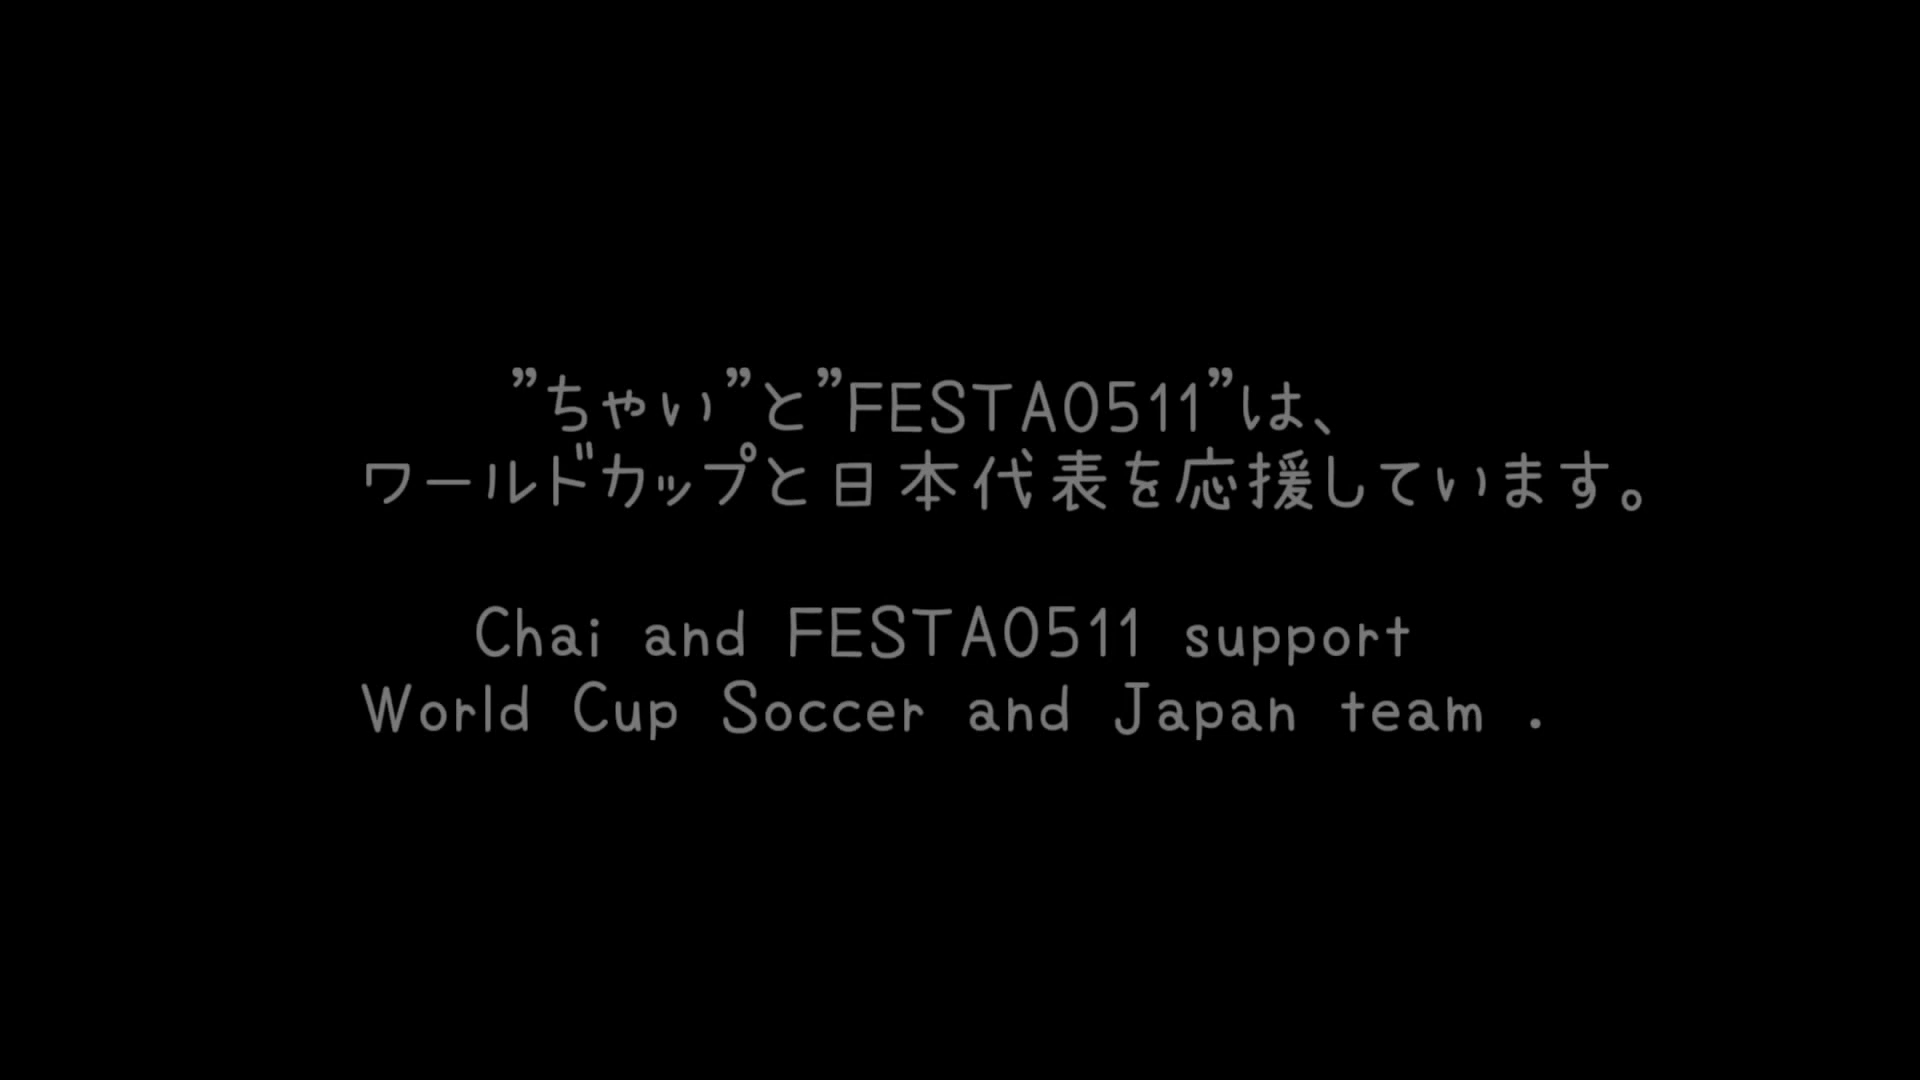 ”ちゃい”と”FESTA0511”は、
ワールドカップと日本代表を応援しています。
Chai and FESTA0511 support
World Cup Soccer and Japan team .